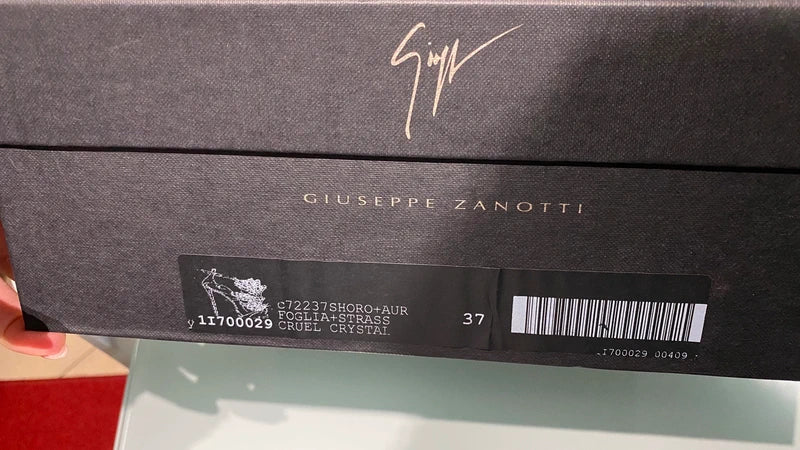 Giuseppe
GIUSEPPE ZANOTTI
C72237SHORO+AUR
FOGLIA+STRASS
CRUEL CRYSTAL
1I700029
37
I700029 00409